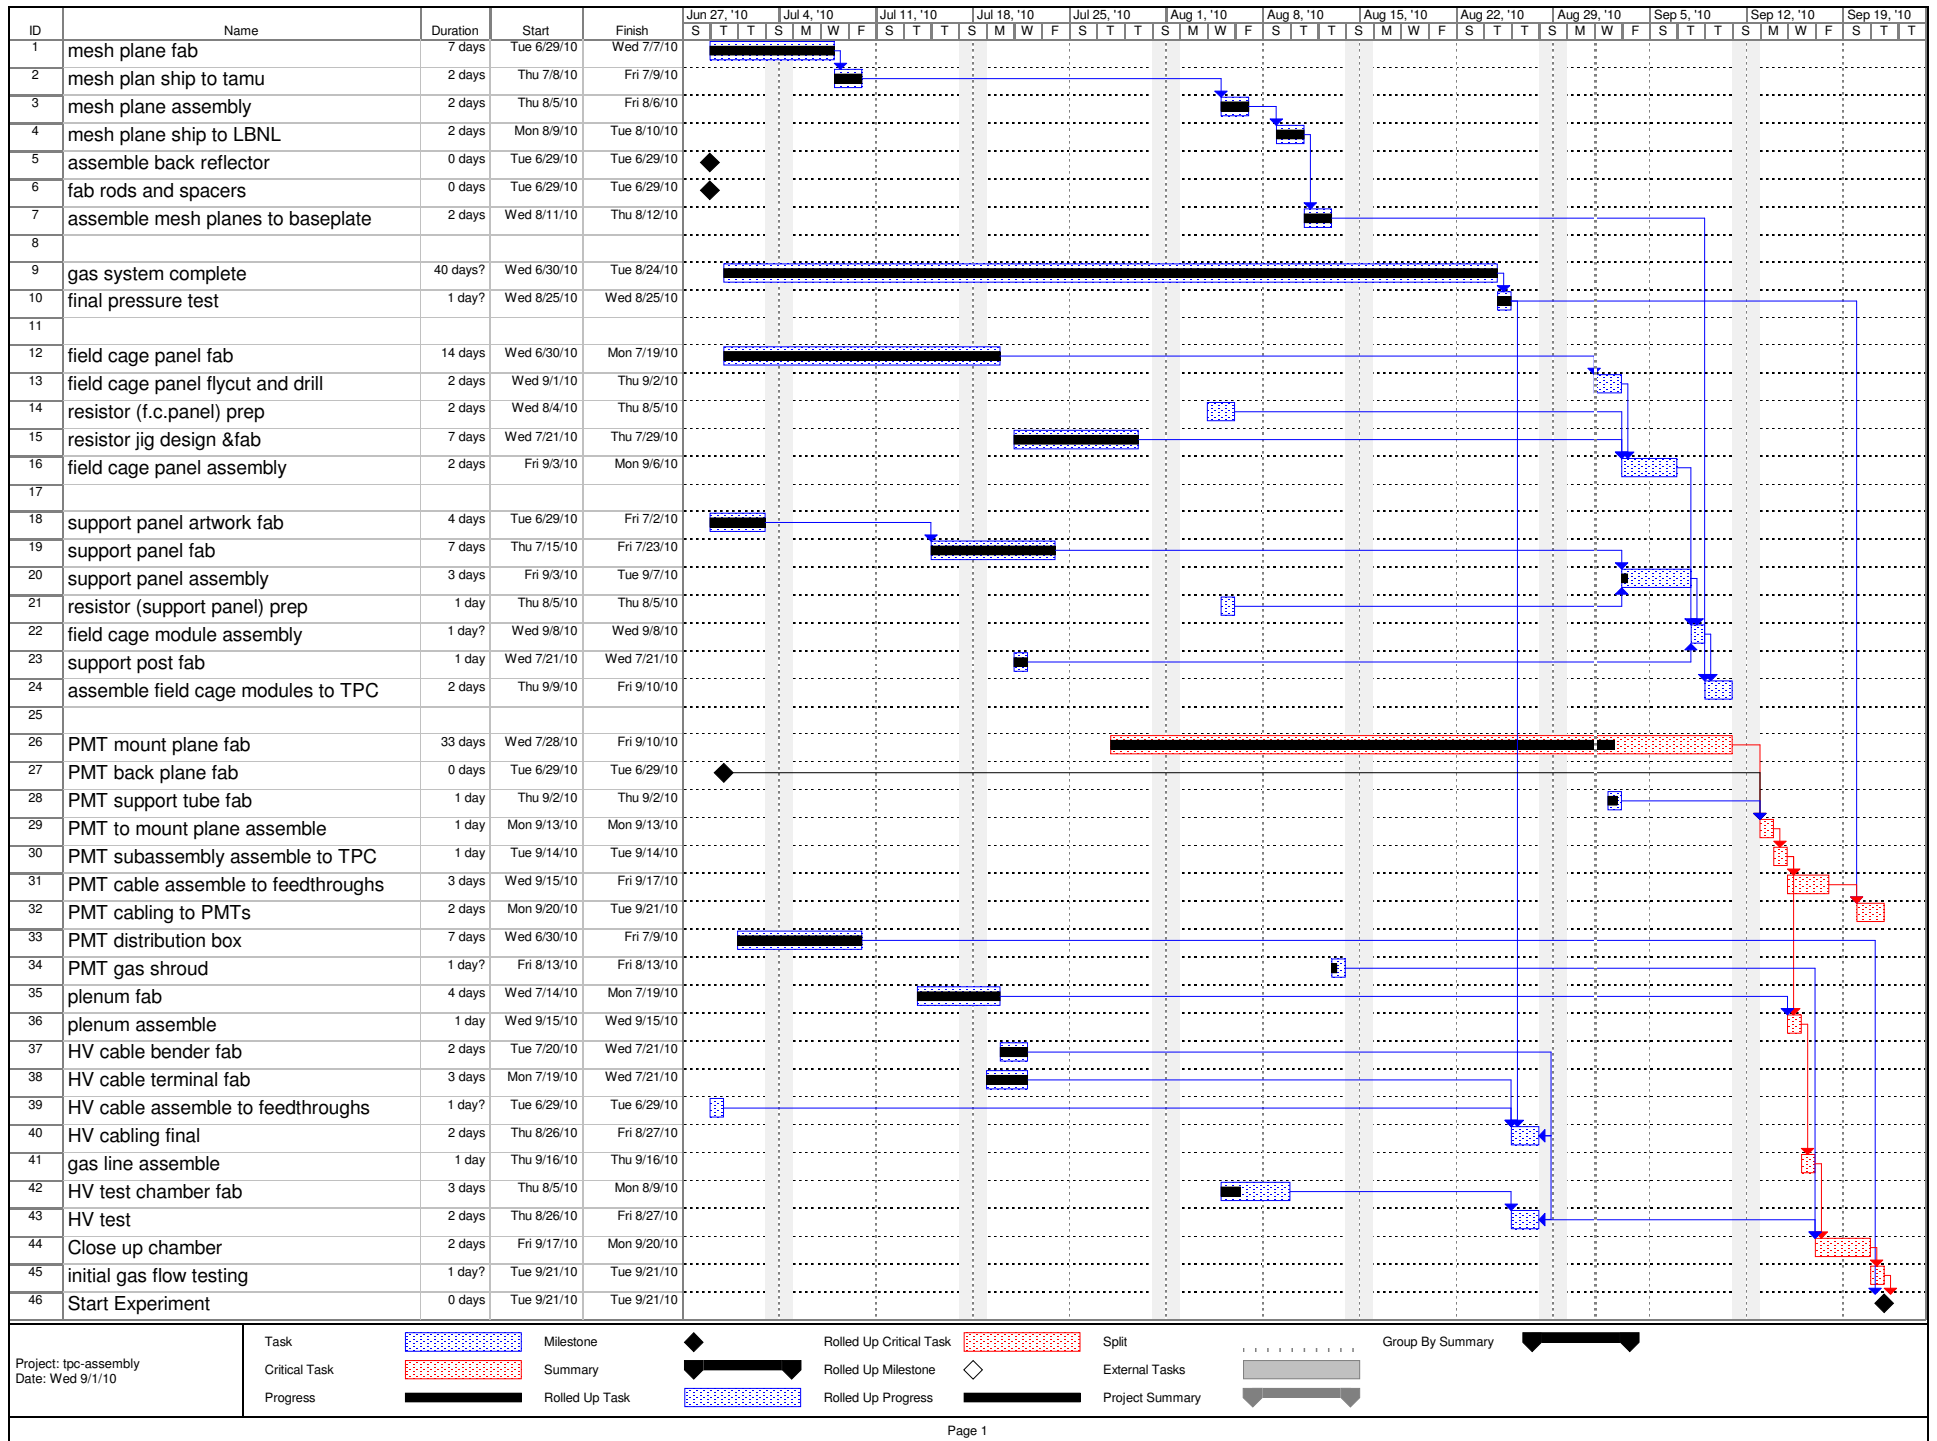 Jun 27, '10 Jul 4, '10 Jul 11, '10 Jul 18, '10 Jul 25, '10 Aug 1, '10 Aug 8, '10 Aug 15, '10 Aug 22, '10 Aug 29, '10 Sep 5, '10 Sep 12, '10 Sep 19, '10
ID Name Duration Start Finish S T T S M W F S T T S M W F S T T S M W F S T T S M W F S T T S M W F S T T S M W F S T T
1 mesh plane fab 7 days Tue 6/29/10 Wed 7/7/10
2 mesh plan ship to tamu 2 days Thu 7/8/10 Fri 7/9/10
3 mesh plane assembly 2 days Thu 8/5/10 Fri 8/6/10
4 mesh plane ship to LBNL 2 days Mon 8/9/10 Tue 8/10/10
5 assemble back reflector 0 days Tue 6/29/10 Tue 6/29/10
6 fab rods and spacers 0 days Tue 6/29/10 Tue 6/29/10
7 assemble mesh planes to baseplate 2 days Wed 8/11/10 Thu 8/12/10
8
9 gas system complete 40 days? Wed 6/30/10 Tue 8/24/10
10 final pressure test 1 day? Wed 8/25/10 Wed 8/25/10
11
12 field cage panel fab 14 days Wed 6/30/10 Mon 7/19/10
13 field cage panel flycut and drill 2 days Wed 9/1/10 Thu 9/2/10
14 resistor (f.c.panel) prep 2 days Wed 8/4/10 Thu 8/5/10
15 resistor jig design &fab 7 days Wed 7/21/10 Thu 7/29/10
16 field cage panel assembly 2 days Fri 9/3/10 Mon 9/6/10
17
18 support panel artwork fab 4 days Tue 6/29/10 Fri 7/2/10
19 support panel fab 7 days Thu 7/15/10 Fri 7/23/10
20 support panel assembly 3 days Fri 9/3/10 Tue 9/7/10
21 resistor (support panel) prep 1 day Thu 8/5/10 Thu 8/5/10
22 field cage module assembly 1 day? Wed 9/8/10 Wed 9/8/10
23 support post fab 1 day Wed 7/21/10 Wed 7/21/10
24 assemble field cage modules to TPC 2 days Thu 9/9/10 Fri 9/10/10
25
26 PMT mount plane fab 33 days Wed 7/28/10 Fri 9/10/10
27 PMT back plane fab 0 days Tue 6/29/10 Tue 6/29/10
28 PMT support tube fab 1 day Thu 9/2/10 Thu 9/2/10
29 PMT to mount plane assemble 1 day Mon 9/13/10 Mon 9/13/10
30 PMT subassembly assemble to TPC 1 day Tue 9/14/10 Tue 9/14/10
31 PMT cable assemble to feedthroughs 3 days Wed 9/15/10 Fri 9/17/10
32 PMT cabling to PMTs 2 days Mon 9/20/10 Tue 9/21/10
33 PMT distribution box 7 days Wed 6/30/10 Fri 7/9/10
34 PMT gas shroud 1 day? Fri 8/13/10 Fri 8/13/10
35 plenum fab 4 days Wed 7/14/10 Mon 7/19/10
36 plenum assemble 1 day Wed 9/15/10 Wed 9/15/10
37 HV cable bender fab 2 days Tue 7/20/10 Wed 7/21/10
38 HV cable terminal fab 3 days Mon 7/19/10 Wed 7/21/10
39 HV cable assemble to feedthroughs 1 day? Tue 6/29/10 Tue 6/29/10
40 HV cabling final 2 days Thu 8/26/10 Fri 8/27/10
41 gas line assemble 1 day Thu 9/16/10 Thu 9/16/10
42 HV test chamber fab 3 days Thu 8/5/10 Mon 8/9/10
43 HV test 2 days Thu 8/26/10 Fri 8/27/10
44 Close up chamber 2 days Fri 9/17/10 Mon 9/20/10
45 initial gas flow testing 1 day? Tue 9/21/10 Tue 9/21/10
46 Start Experiment 0 days Tue 9/21/10 Tue 9/21/10
Project: tpc-assembly
Date: Wed 9/1/10
Task Milestone Rolled Up Critical Task Split Group By Summary
Critical Task Summary Rolled Up Milestone External Tasks
Progress Rolled Up Task Rolled Up Progress Project Summary
Page 1